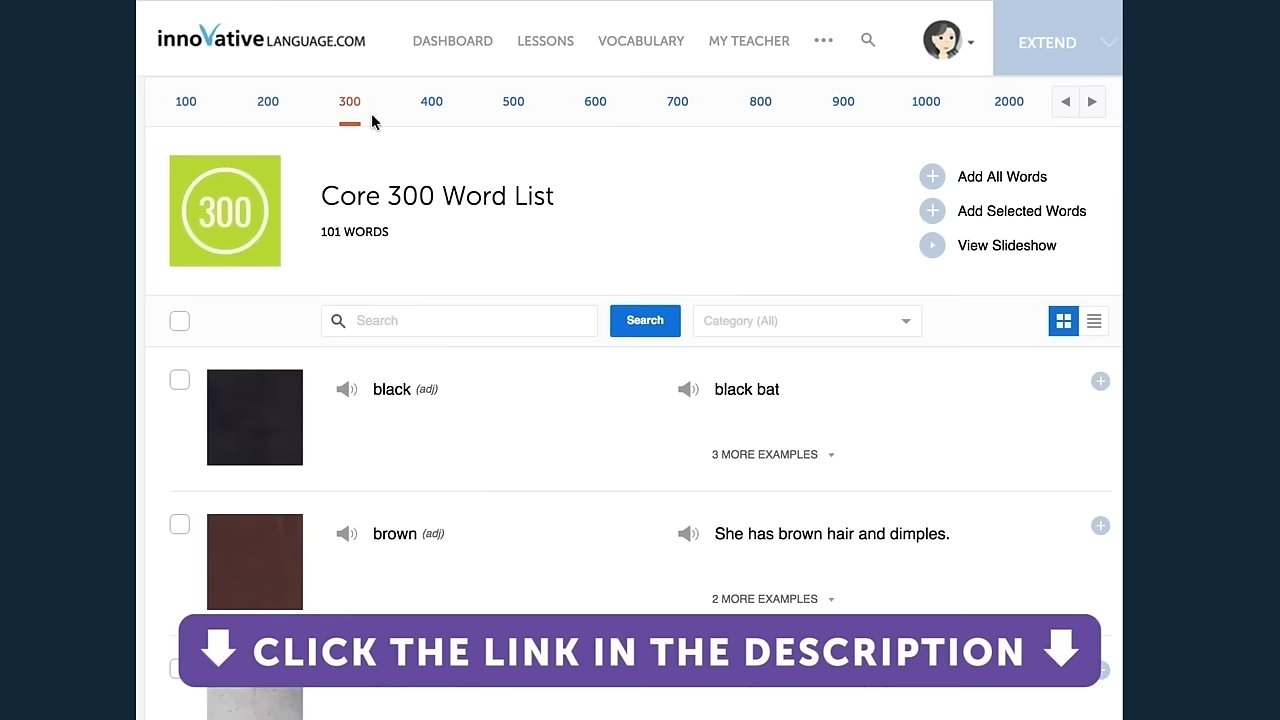 innoVative LANGUAGE.COM
DASHBOARD LESSONS VOCABULARY MY TEACHER ••• EXTEND
100 200 300 400 500 600 700 800 900 1000 2000
300
Core 300 Word List
101 WORDS
Add All Words
Add Selected Words
View Slideshow
Search Search Category (All)
black (adj) black bat
3 MORE EXAMPLES
brown (adj) She has brown hair and dimples.
2 MORE EXAMPLES
CLICK THE LINK IN THE DESCRIPTION